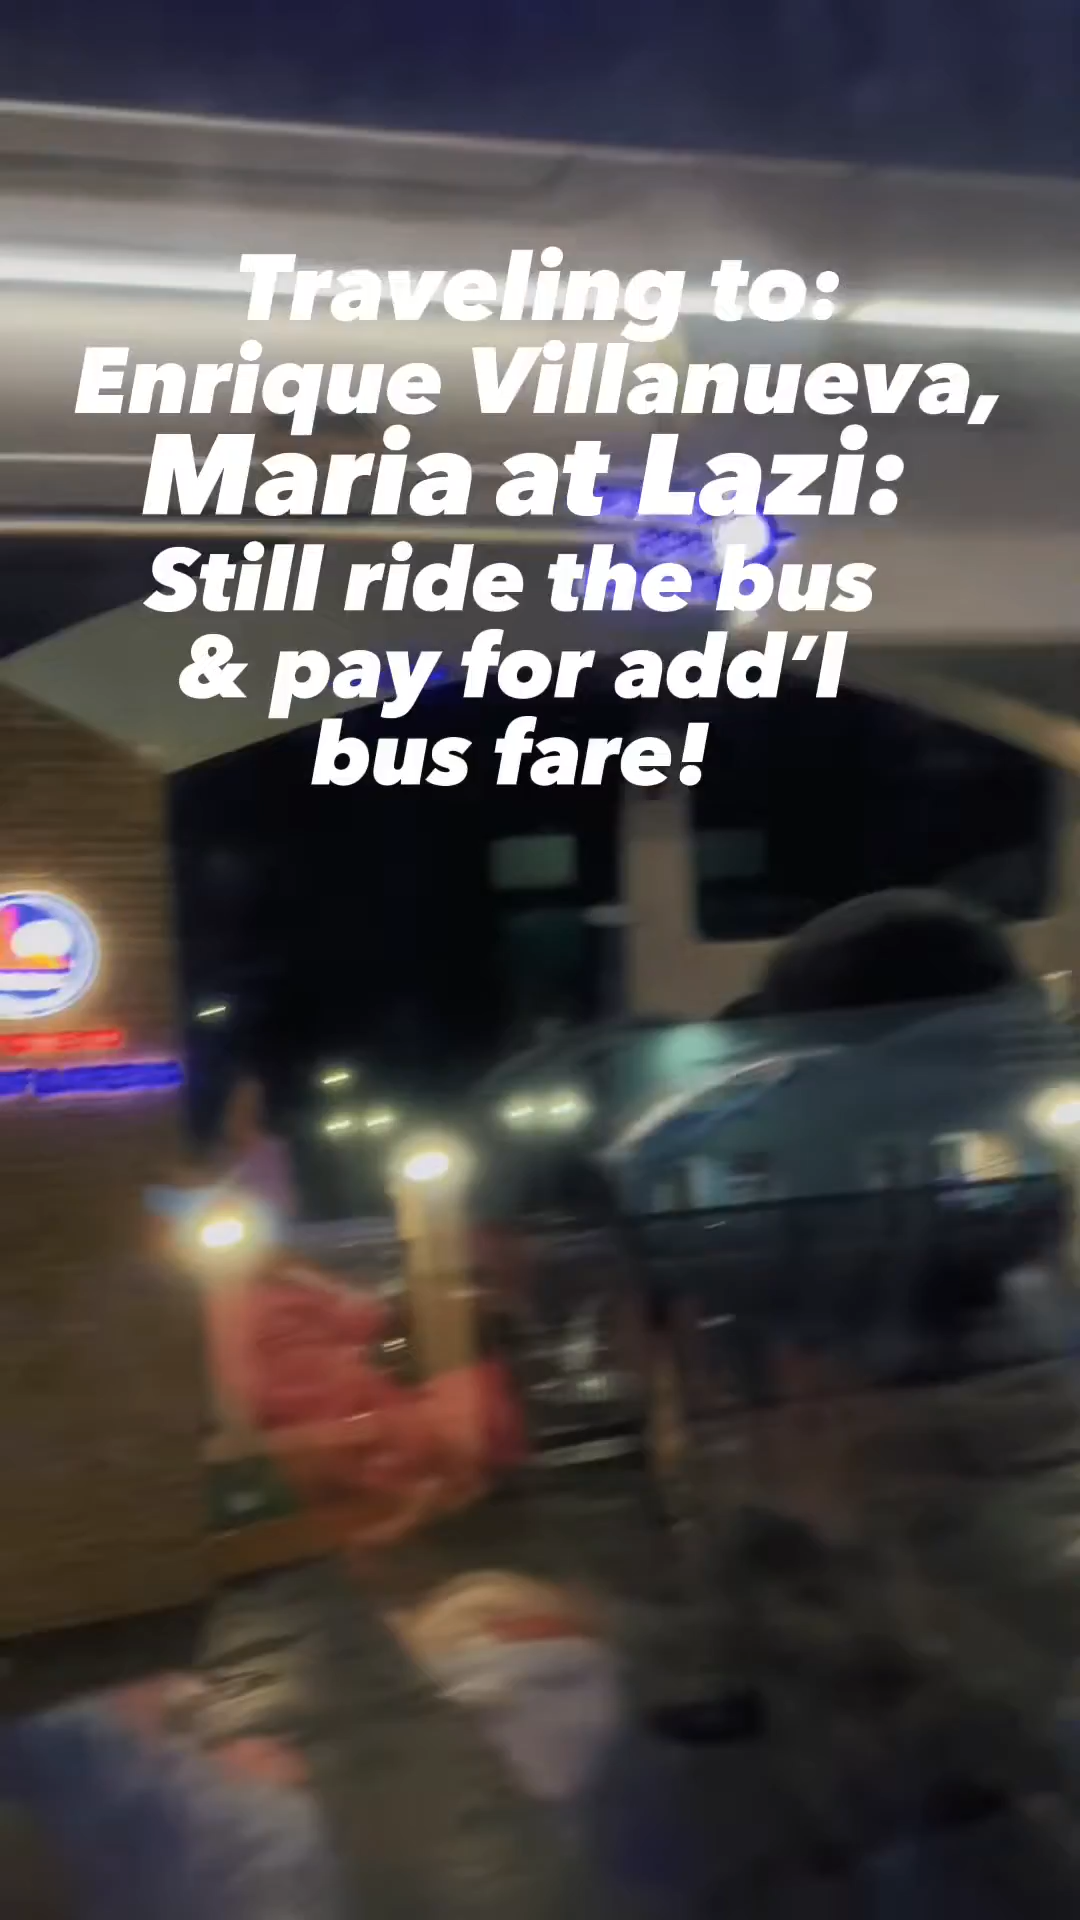 Traveling to:
Enrique Villanueva,
Maria at Lazi:
Still ride the bus
& pay for add'l
bus fare!